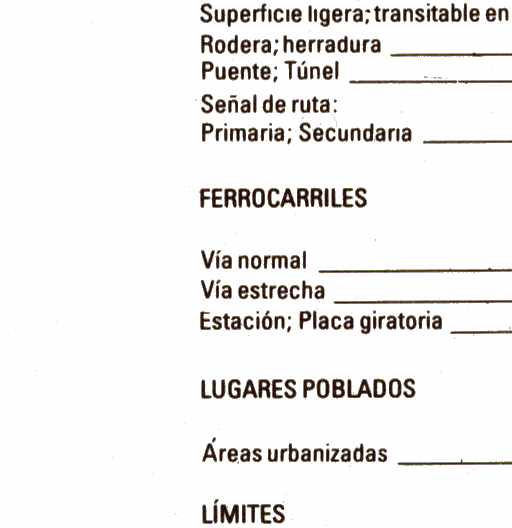 Superficie ligera; transitable en
Rodera; herradura
Puente; Túnel
Señal de ruta:
Primaria; Secundaria
FERROCARRILES
Vía normal
Vía estrecha
Estación; Placa giratoria
LUGARES POBLADOS
Áreas urbanizadas
LÍMITES